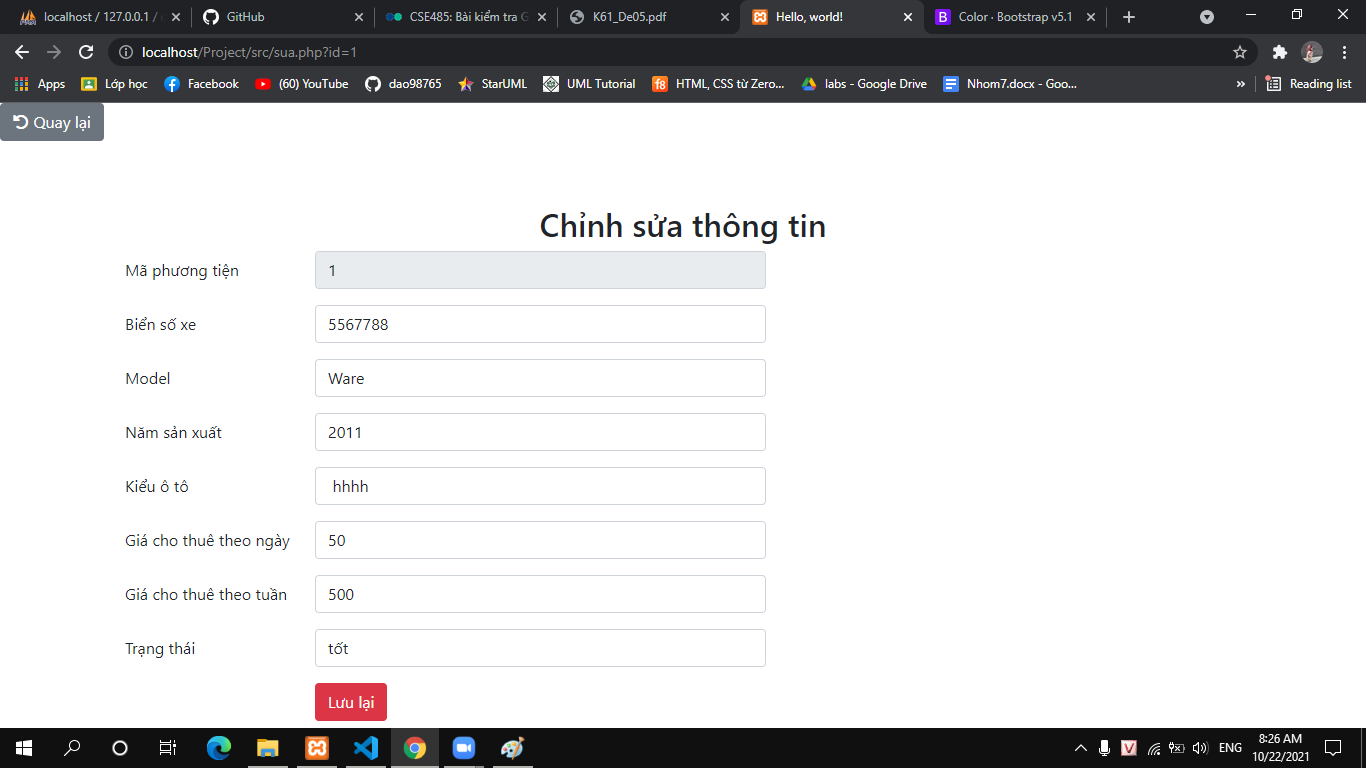 localhost / 127.0.0.1 /
GitHub
CSE485: Bài kiểm tra G
K61_De05.pdf
Hello, world!
Color · Bootstrap v5.1
localhost/Project/src/sua.php?id=1
Apps
Lớp học
Facebook
(60) YouTube
dao98765
StarUML
UML Tutorial
HTML, CSS từ Zero...
labs - Google Drive
Nhom7.docx - Goo...
»
Reading list
Quay lại
Chỉnh sửa thông tin
Mã phương tiện 1
Biển số xe 5567788
Model Ware
Năm sản xuất 2011
Kiểu ô tô hhhh
Giá cho thuê theo ngày 50
Giá cho thuê theo tuần 500
Trạng thái tốt
Lưu lại
ENG
8:26 AM
10/22/2021